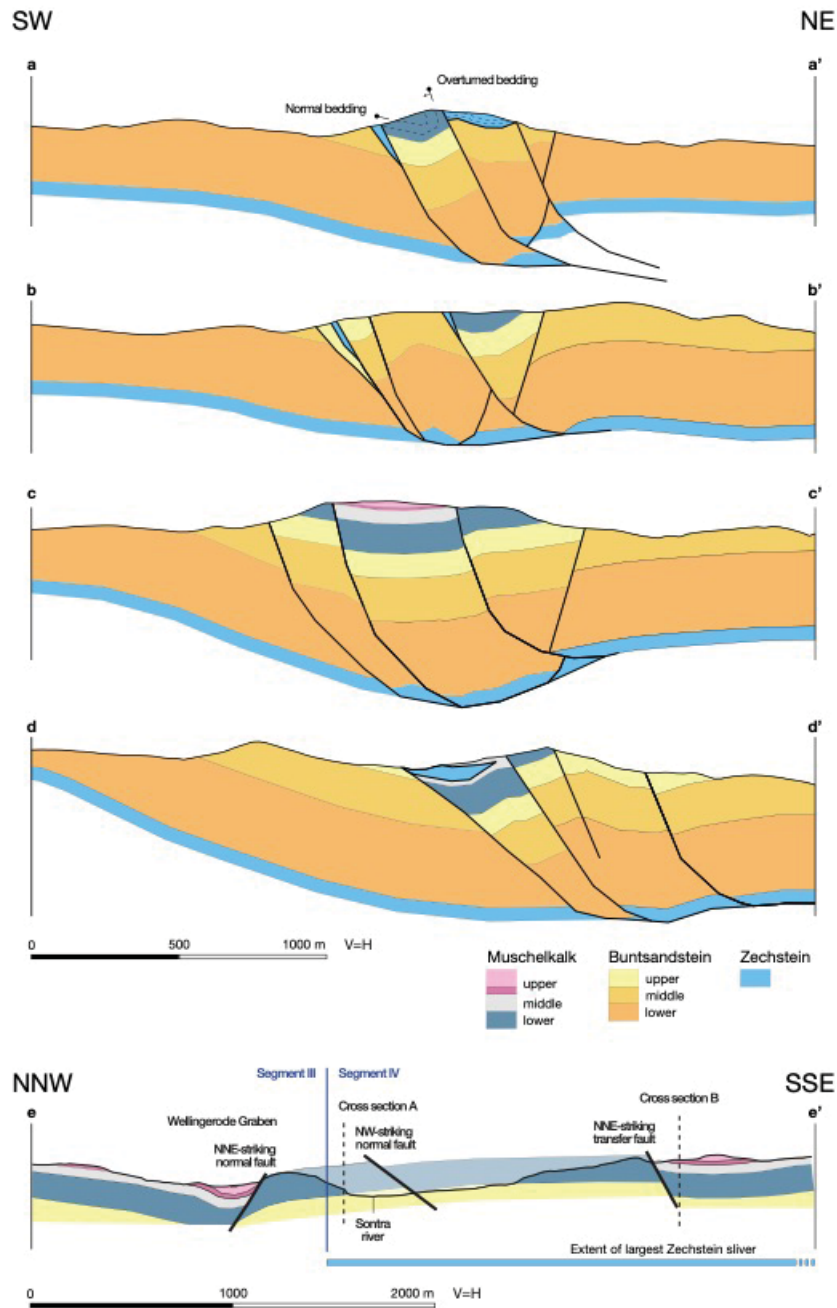 SW NE
a a'
Overturned bedding
Normal bedding
b b'
c c'
d d'
0 500 1000 m V=H
Muschelkalk Buntsandstein Zechstein
upper upper
middle middle
lower lower
NNW SSE
Segment III Segment IV
e e'
Cross section A Cross section B
Wellingerode Graben
NNE-striking
normal fault
NW-striking
normal fault
NNE-striking
transfer fault
Sontra
river
Extent of largest Zechstein sliver
0 1000 2000 m V=H